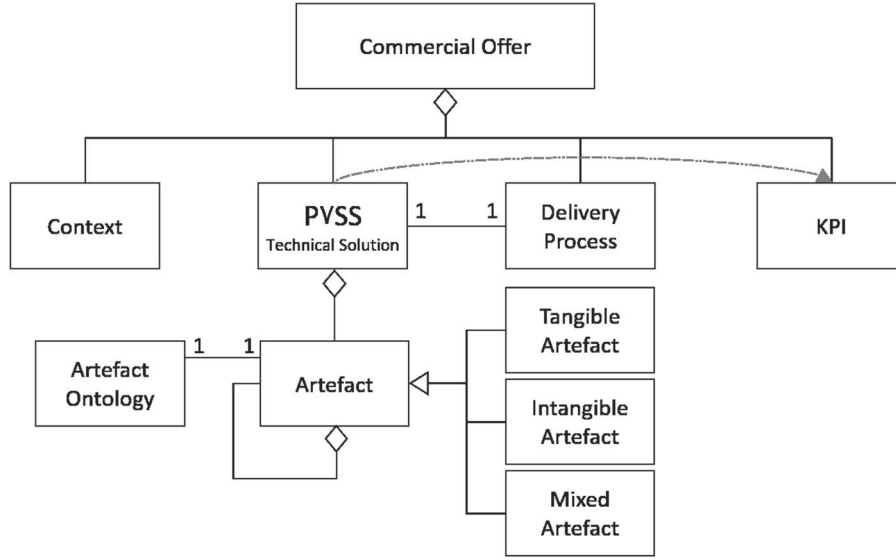 Commercial Offer
Context
PYSS
Technical Solution
1
1
Delivery
Process
KPI
Artefact
Ontology
1
1
Artefact
Tangible
Artefact
Intangible
Artefact
Mixed
Artefact